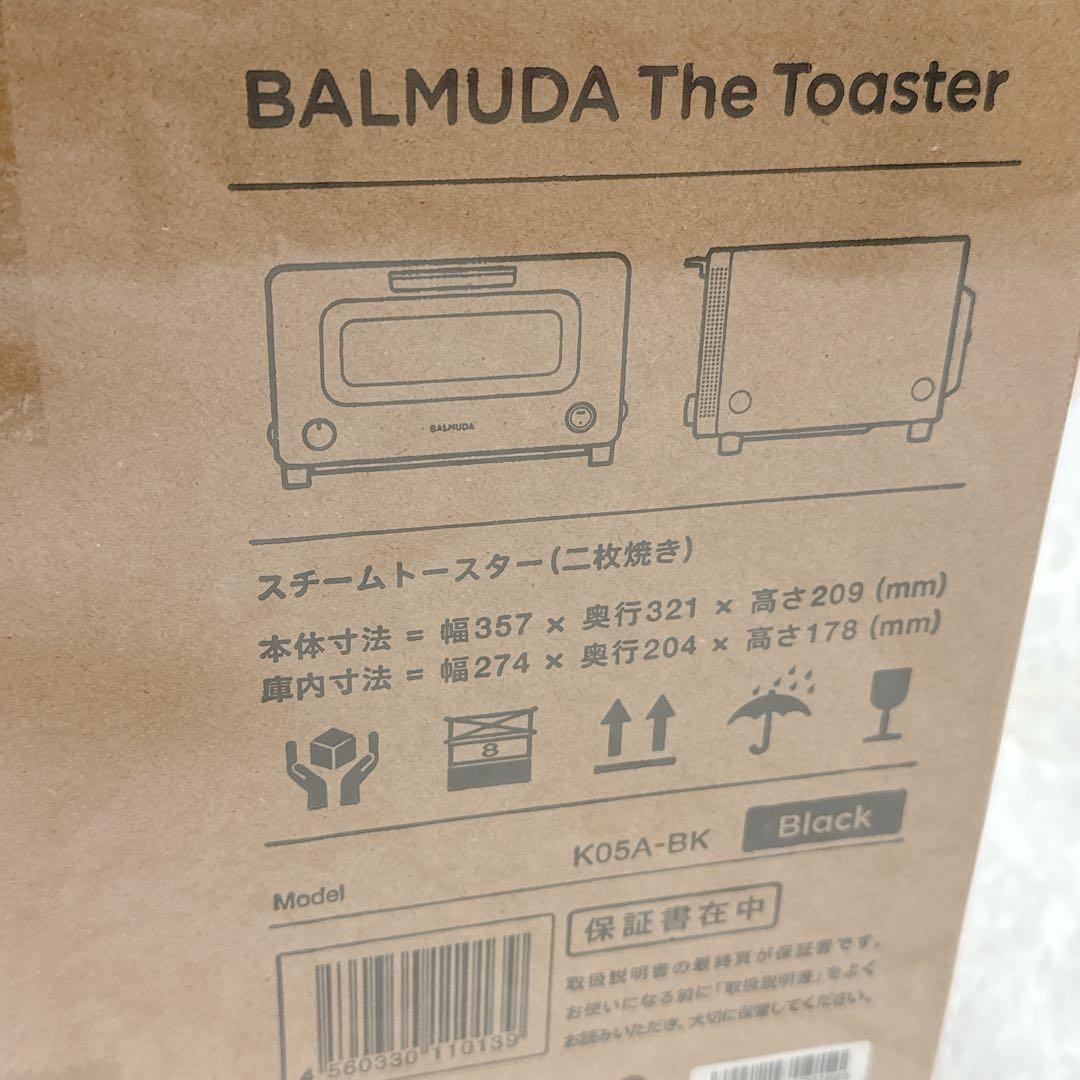 BALMUDA The Toaster
BALMUDA
スチームトースター(二枚焼き)
本体寸法 = 幅357 × 奥行321 × 高さ209 (mm)
庫内寸法 = 幅274 × 奥行204 × 高さ178 (mm)
8
Model K05A-BK Black
保証書在中
取扱説明書の最終頁が保証書です。
お使いになる前に「取扱説明書」をよく
お読みいただき、大切に保管してください。
4 560330 110139